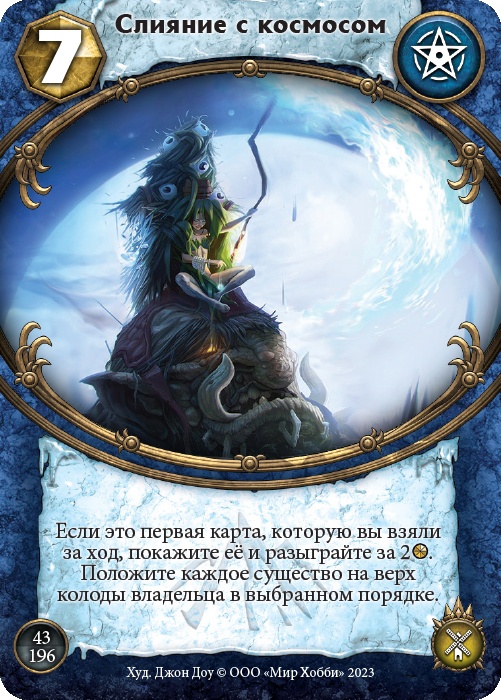 7
Слияние с космосом
Если это первая карта, которую вы взяли
за ход, покажите её и разыграйте за 2.
Положите каждое существо на верх
колоды владельца в выбранном порядке.
43
196
Худ. Джон Доу © ООО «Мир Хобби» 2023